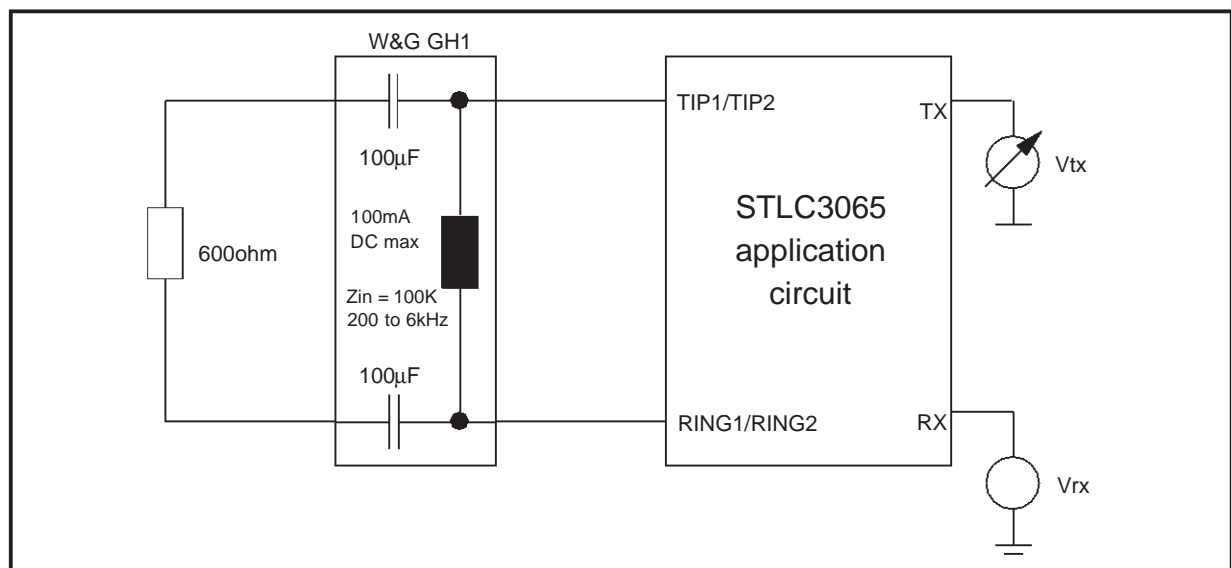 W&G GH1
TIP1/TIP2
TX
100μF
Vtx
STLC3065
application
circuit
100mA
DC max
600ohm
Zin = 100K
200 to 6kHz
100μF
RING1/RING2
RX
Vrx